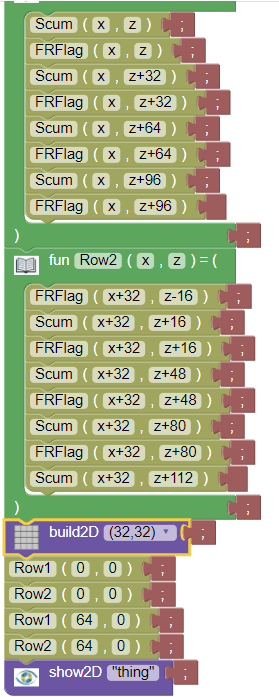 Scum ( x , z ) ;
FRFlag ( x , z ) ;
Scum ( x , z+32 ) ;
FRFlag ( x , z+32 ) ;
Scum ( x , z+64 ) ;
FRFlag ( x , z+64 ) ;
Scum ( x , z+96 ) ;
FRFlag ( x , z+96 ) ;
) ;
fun Row2 ( x , z ) = (
FRFlag ( x+32 , z-16 ) ;
Scum ( x+32 , z+16 ) ;
FRFlag ( x+32 , z+16 ) ;
Scum ( x+32 , z+48 ) ;
FRFlag ( x+32 , z+48 ) ;
Scum ( x+32 , z+80 ) ;
FRFlag ( x+32 , z+80 ) ;
Scum ( x+32 , z+112 ) ;
) ;
build2D (32,32) ;
Row1 ( 0 , 0 ) ;
Row2 ( 0 , 0 ) ;
Row1 ( 64 , 0 ) ;
Row2 ( 64 , 0 ) ;
show2D "thing" ;